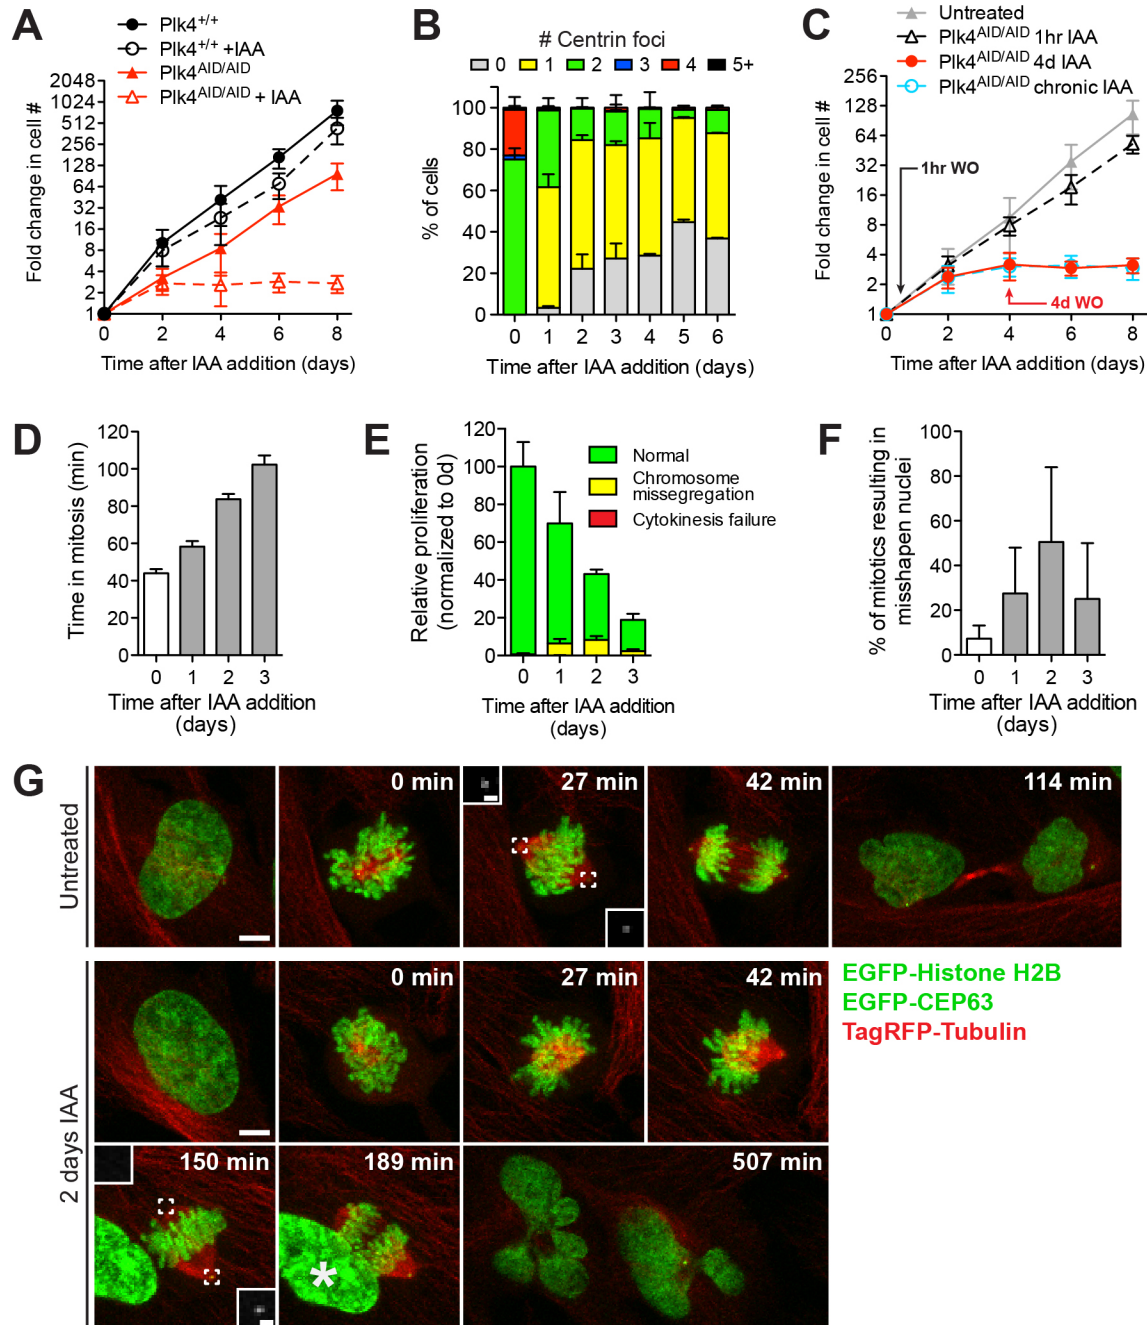 A
Plk4+/+
Plk4+/+ +IAA
Plk4AID/AID
Plk4AID/AID + IAA
Fold change in cell #
2048
1024
512
256
128
64
32
16
8
4
2
1
0 2 4 6 8
Time after IAA addition (days)
B
# Centrin foci
0 1 2 3 4 5+
% of cells
100
80
60
40
20
0
0 1 2 3 4 5 6
Time after IAA addition (days)
C
Untreated
Plk4AID/AID 1hr IAA
Plk4AID/AID 4d IAA
Plk4AID/AID chronic IAA
Fold change in cell #
256
128
64
32
16
8
4
2
1
1hr WO
4d WO
0 2 4 6 8
Time after IAA addition (days)
D
Time in mitosis (min)
120
100
80
60
40
20
0
0 1 2 3
Time after IAA addition
(days)
E
Relative proliferation
(normalized to 0d)
120
100
80
60
40
20
0
Normal
Chromosome
missegregation
Cytokinesis failure
0 1 2 3
Time after IAA addition
(days)
F
% of mitotics resulting in
misshapen nuclei
100
80
60
40
20
0
0 1 2 3
Time after IAA addition
(days)
G
Untreated
0 min
27 min
42 min
114 min
2 days IAA
0 min
27 min
42 min
EGFP-Histone H2B
EGFP-CEP63
TagRFP-Tubulin
150 min
189 min
*
507 min